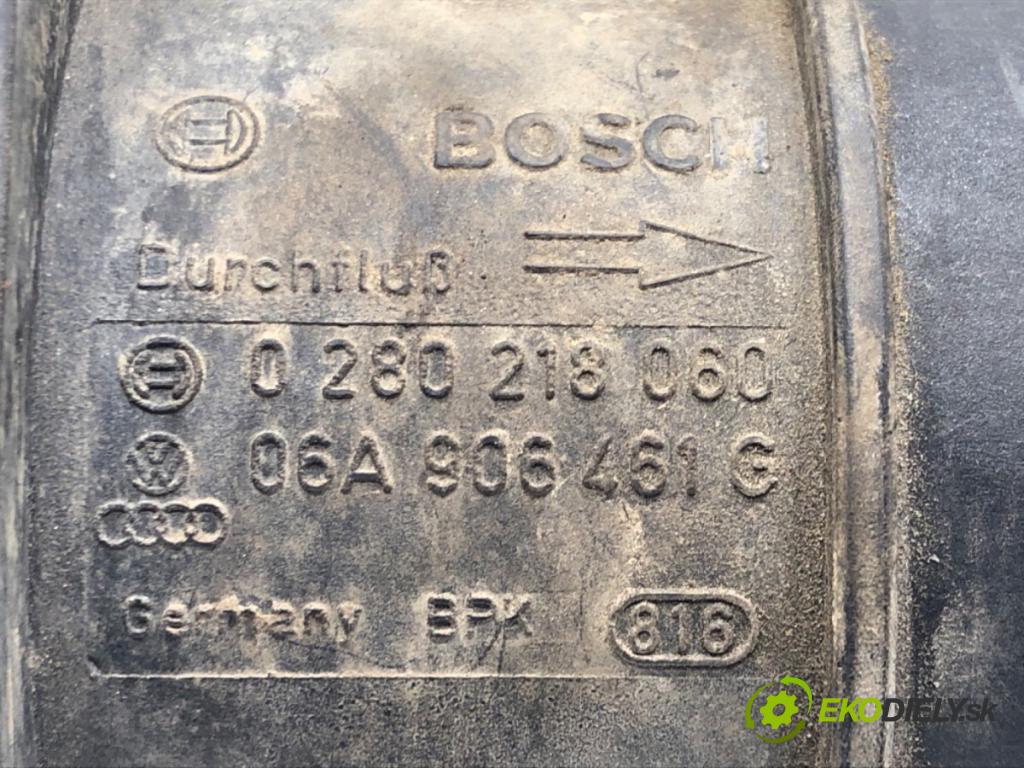 BOSCH
Durchfluß
0 280 218 060
06A 906 461 G
Germany BPK 816
EKODIELY.sk